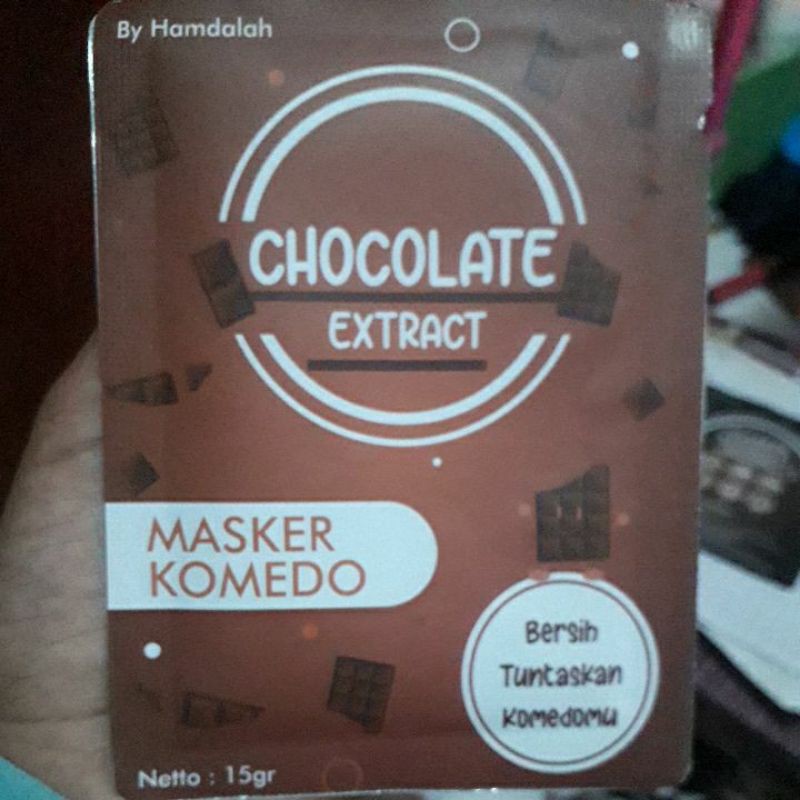 By Hamdalah
CHOCOLATE
EXTRACT
MASKER
KOMEDO
Bersih
Tuntaskan
Komedomu
Netto : 15gr